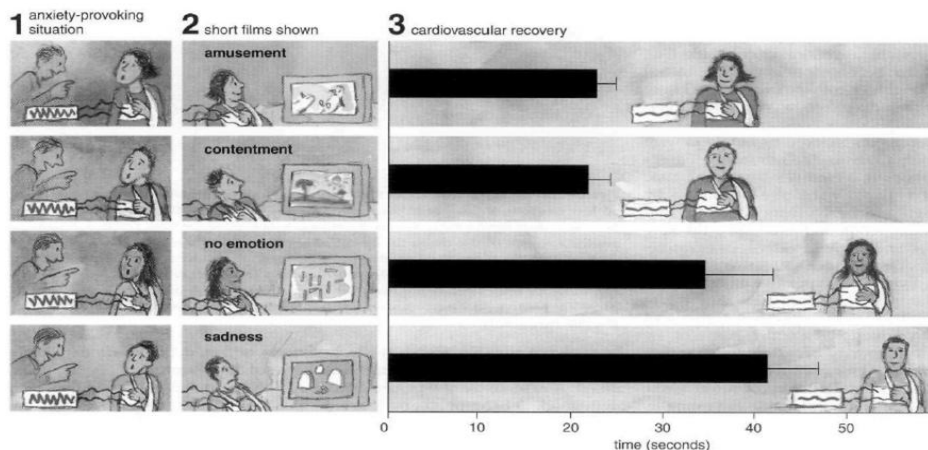 1 anxiety-provoking
situation
2 short films shown
3 cardiovascular recovery
amusement
contentment
no emotion
sadness
0 10 20 30 40 50
time (seconds)